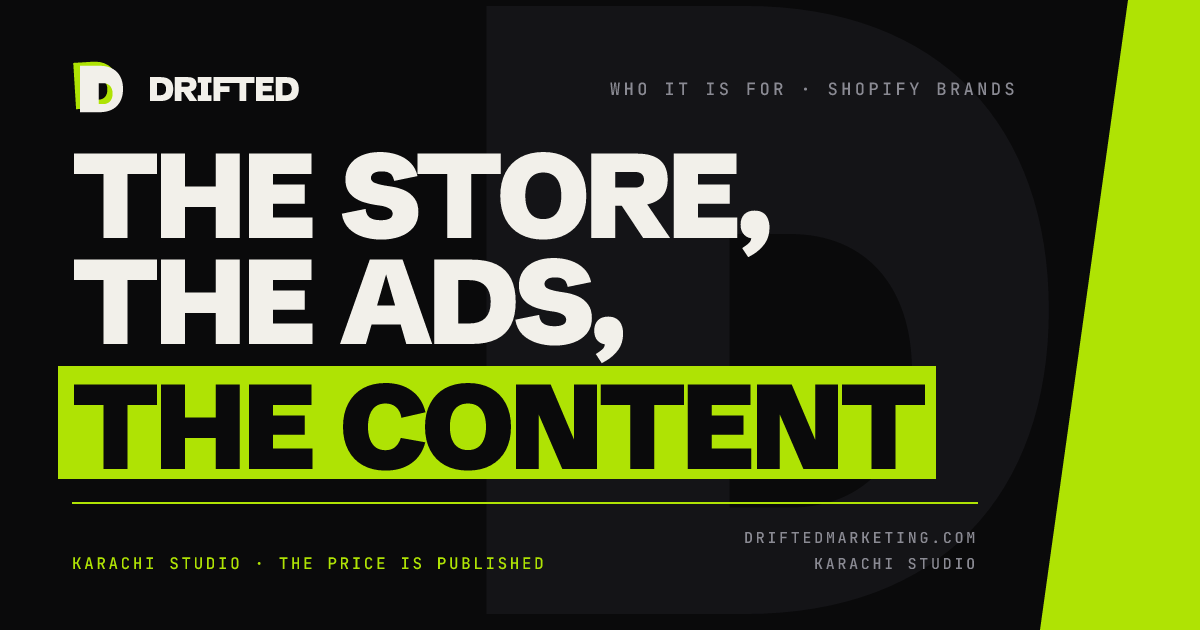 D DRIFTED
WHO IT IS FOR · SHOPIFY BRANDS
THE STORE,
THE ADS,
THE CONTENT
KARACHI STUDIO · THE PRICE IS PUBLISHED
DRIFTEDMARKETING.COM
KARACHI STUDIO